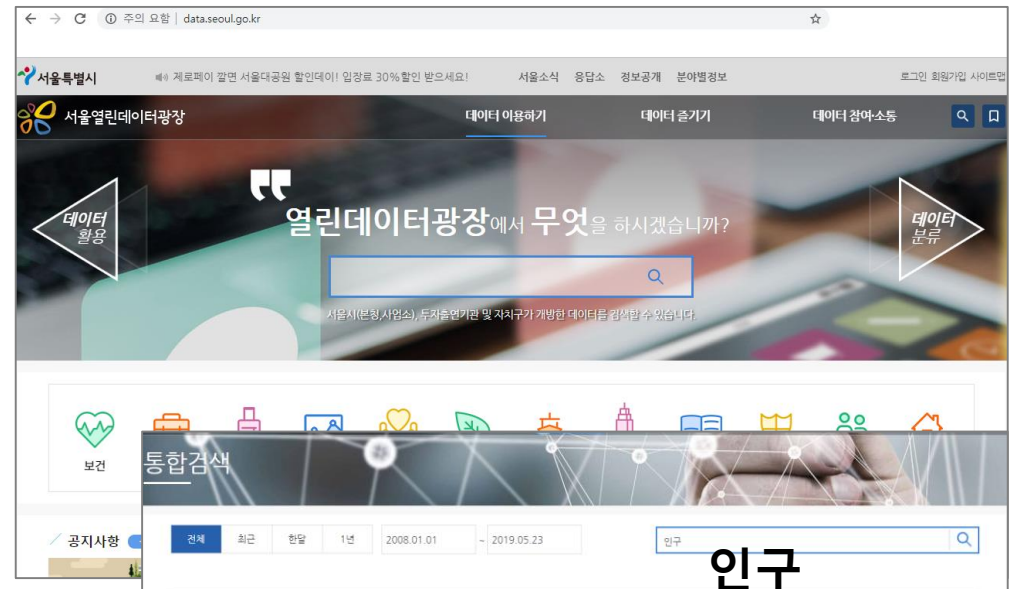 주의 요함 | data.seoul.go.kr
서울특별시 제로페이 깔면 서울대공원 할인데이! 입장료 30%할인 받으세요! 서울소식 응답소 정보공개 분야별정보 로그인 회원가입 사이트맵
서울열린데이터광장 데이터 이용하기 데이터 즐기기 데이터 참여·소통
데이터
활용
열린데이터광장에서 무엇을 하시겠습니까?
데이터
분류
서울시(본청,사업소), 투자출연기관 및 자치구가 개방한 데이터를 검색할 수 있습니다.
보건
통합검색
공지사항
전체 최근 한달 1년 2008.01.01 ~ 2019.05.23 인구
인구